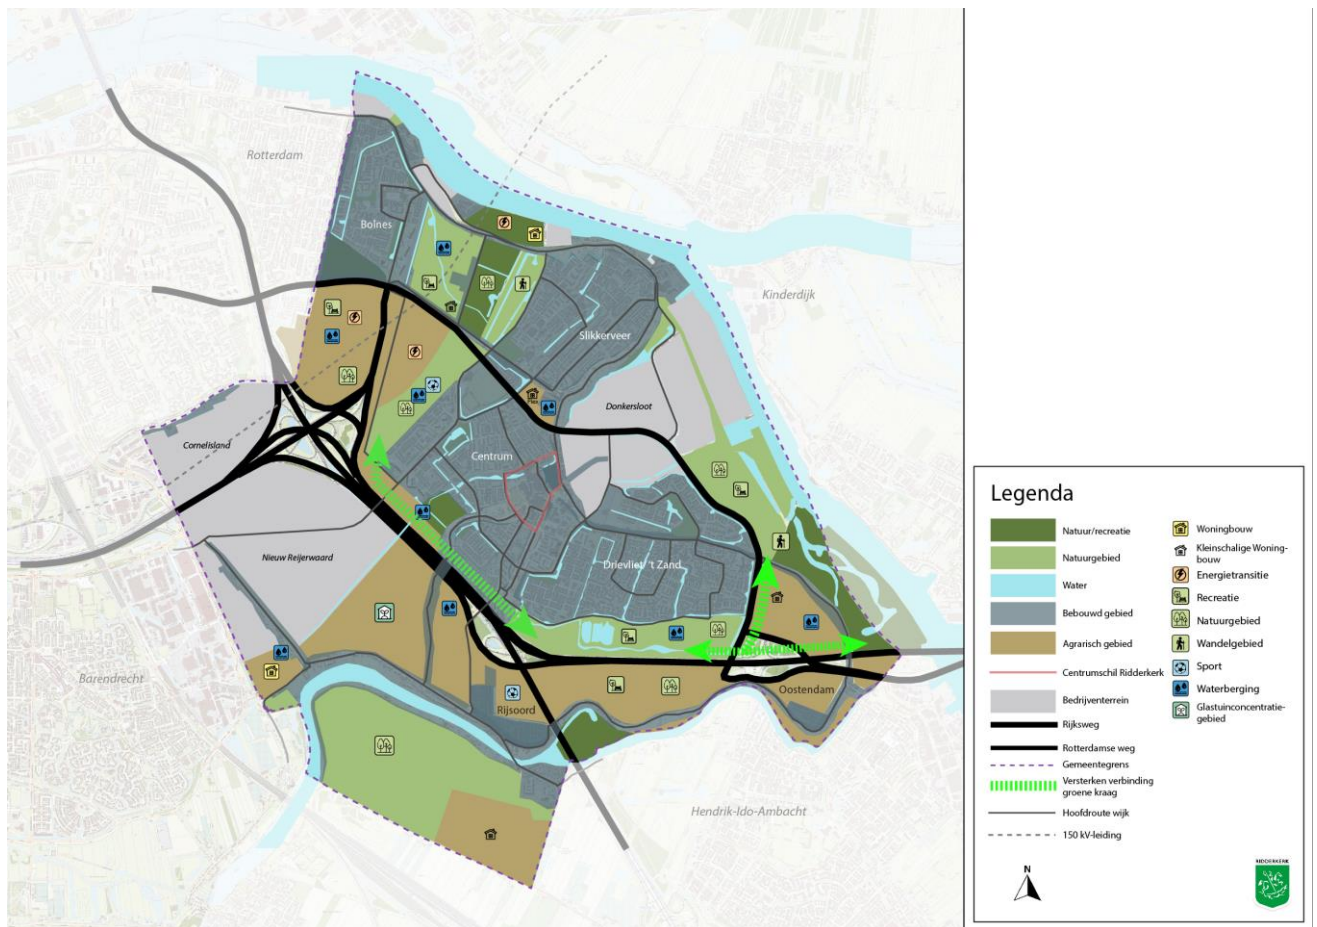 Rotterdam
Bolnes
Kinderdijk
Slikkerveer
Donkersloot
Cornelisland
Centrum
Nieuw Reijerwaard
Drievliet 't Zand
Barendrecht
Rijsoord
Oostendam
Hendrik-Ido-Ambacht
Legenda
Natuur/recreatie
Natuurgebied
Water
Bebouwd gebied
Agrarisch gebied
Centrumschil Ridderkerk
Bedrijventerrein
Rijksweg
Rotterdamse weg
Gemeentegrens
Versterken verbinding
groene kraag
Hoofdroute wijk
150 kV-leiding
Woningbouw
Kleinschalige Woning-
bouw
Energietransitie
Recreatie
Natuurgebied
Wandelgebied
Sport
Waterberging
Glastuinconcentratie-
gebied
N
RIDDERKERK